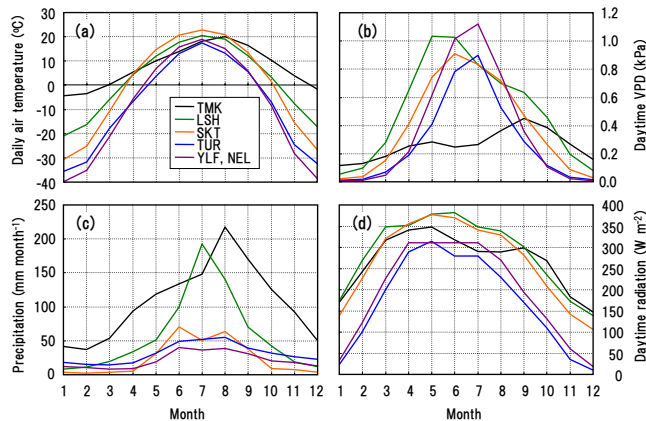 (a)
(b)
Daily air temperature (ºC)
30
20
10
0
-10
-20
-30
-40
TMK
LSH
SKT
TUR
YLF, NEL
1.2
1.0
0.8
0.6
0.4
0.2
0.0
Daytime VPD (kPa)
(c)
(d)
Precipitation (mm month-1)
250
200
150
100
50
0
400
350
300
250
200
150
100
50
0
Daytime radiation (W m-2)
1 2 3 4 5 6 7 8 9 10 11 12
1 2 3 4 5 6 7 8 9 10 11 12
Month
Month